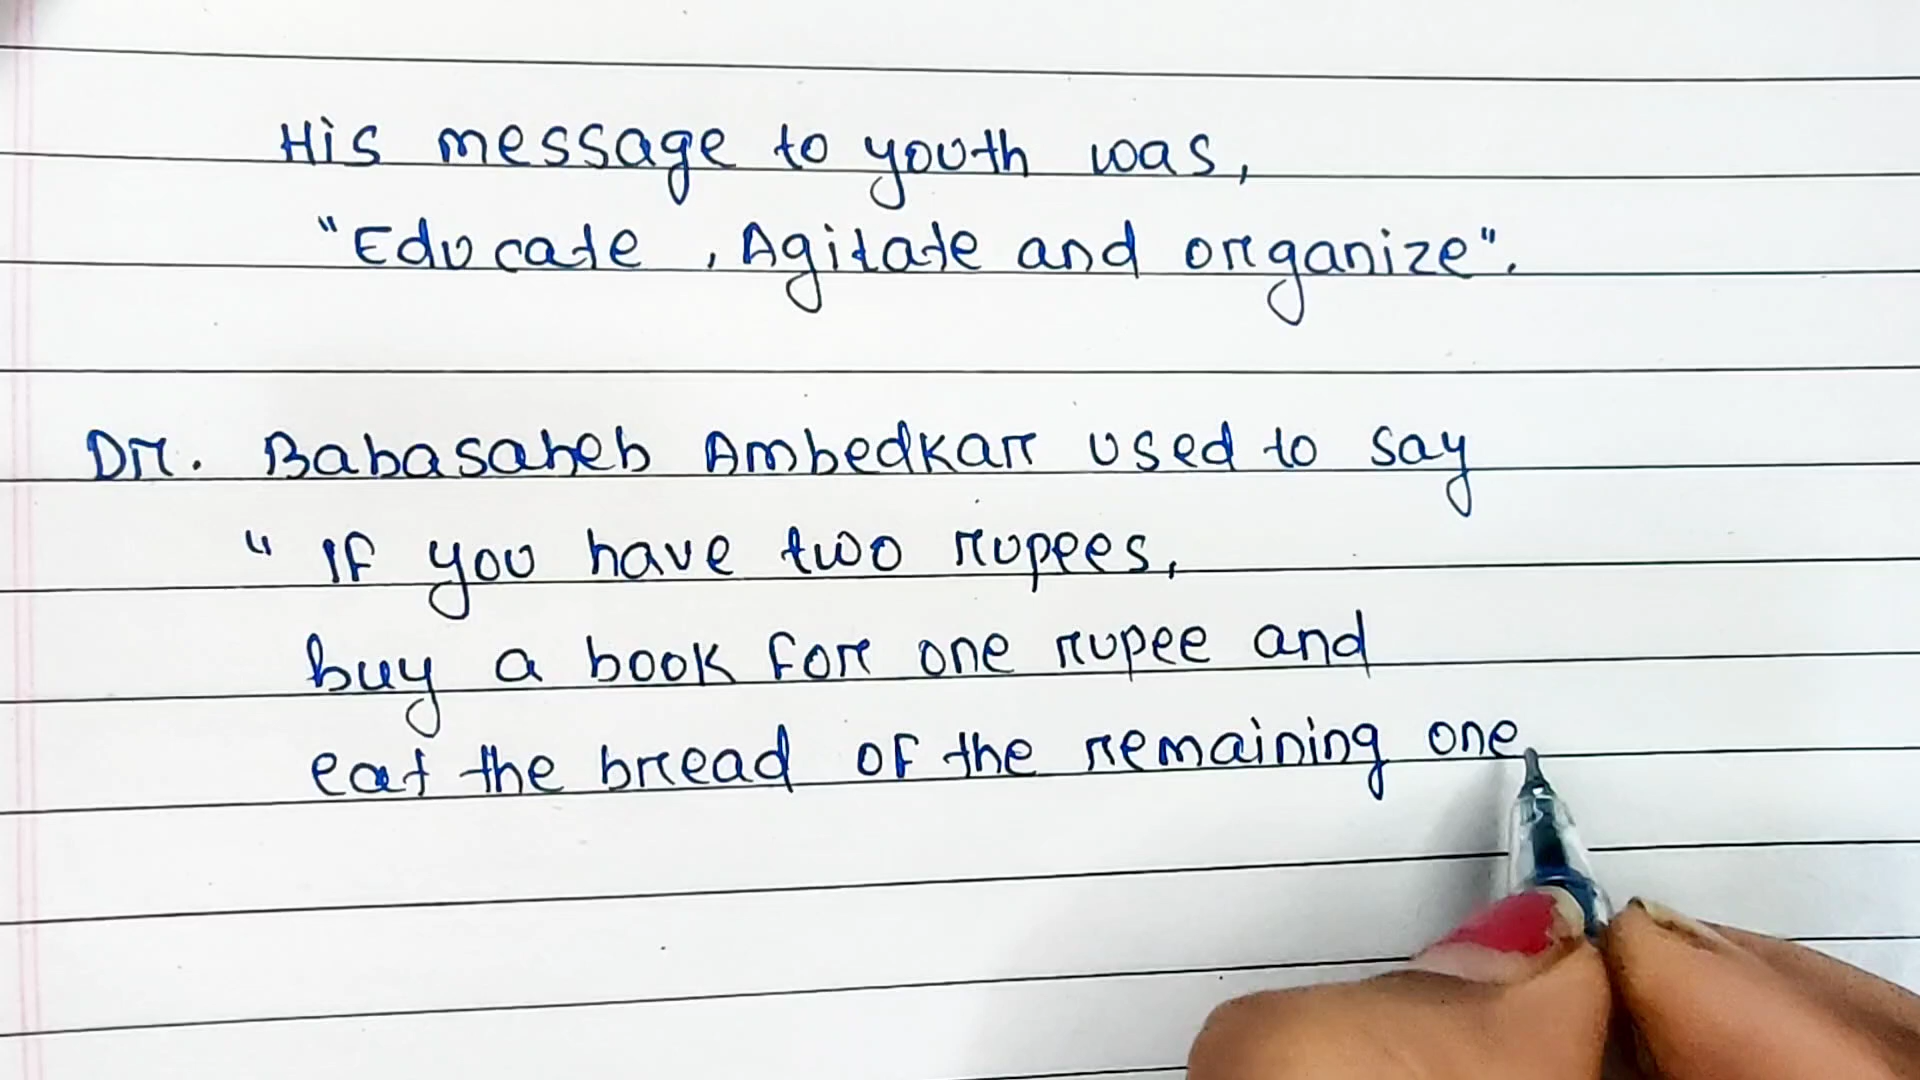 His message to youth was,
"Educate, Agitate and organize".
Dr. Babasaheb Ambedkar used to say
"If you have two rupees,
buy a book for one rupee and
eat the bread of the remaining one